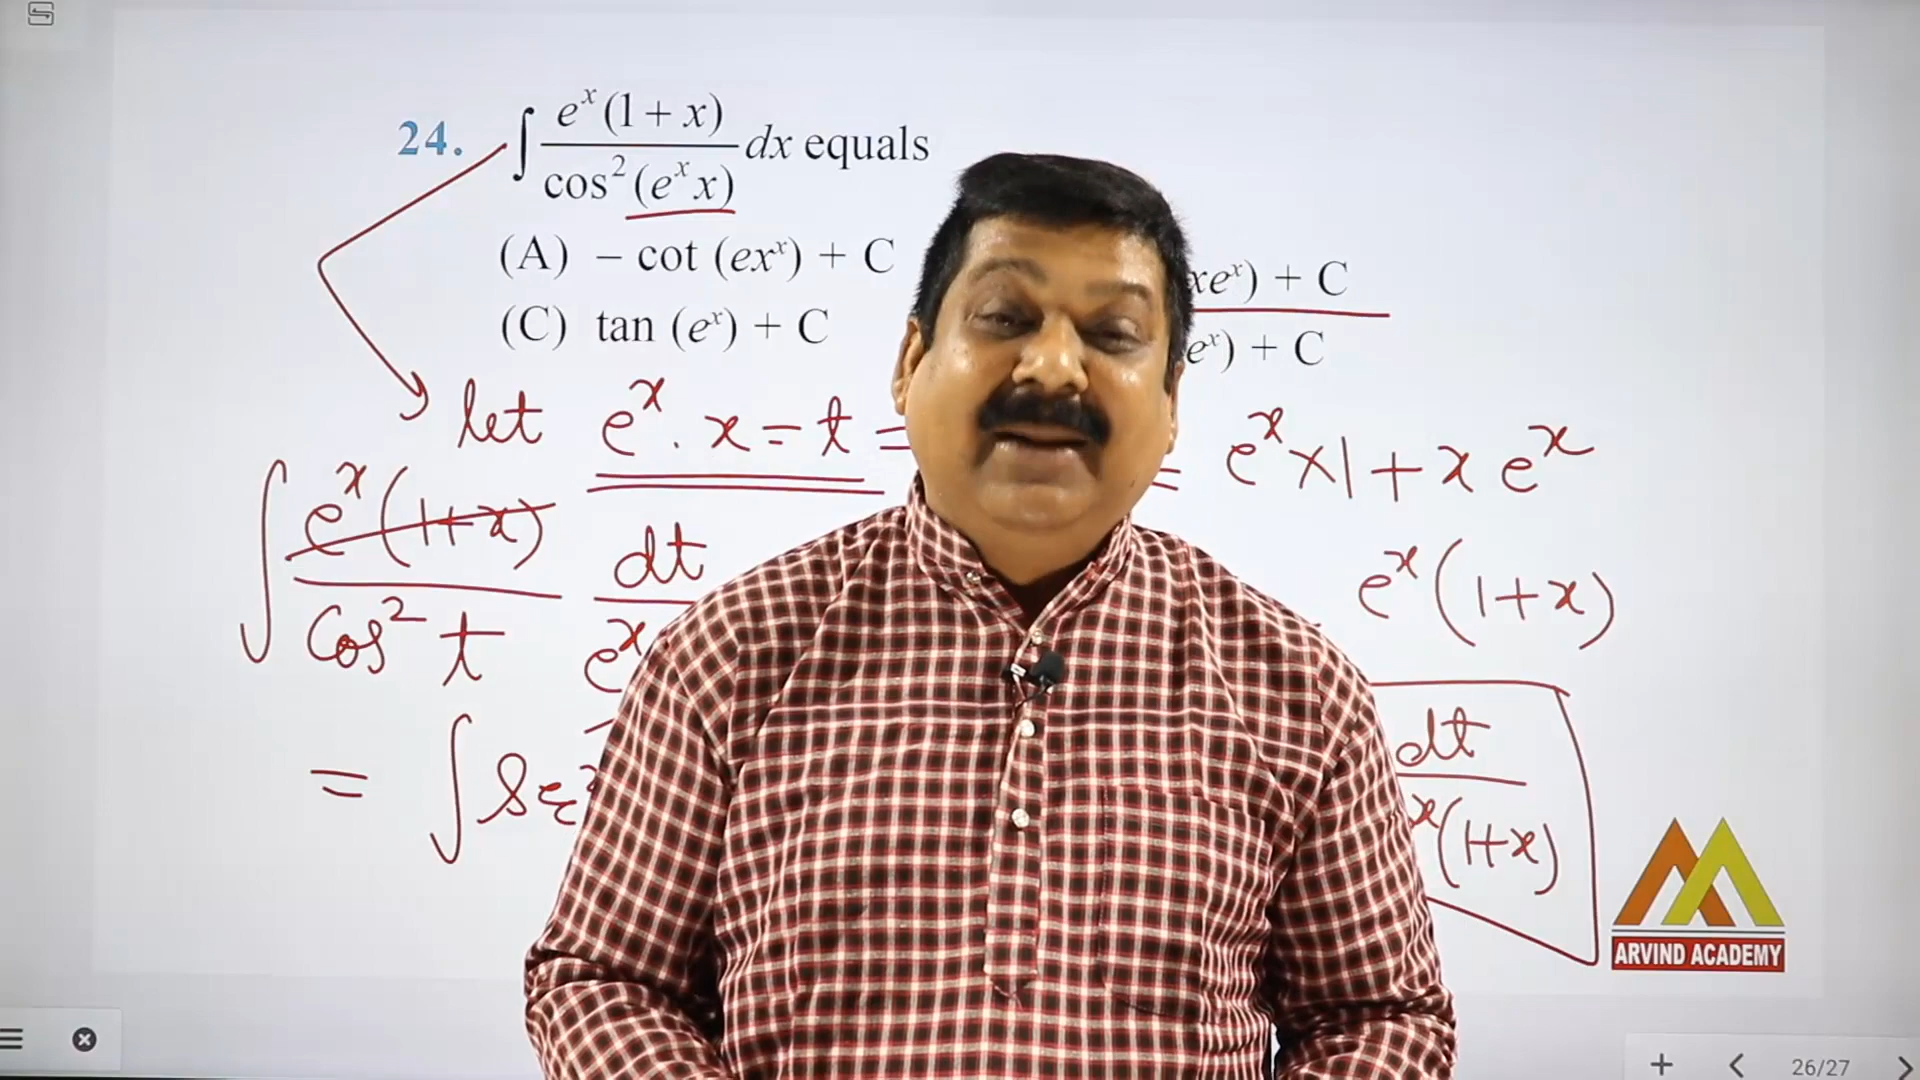 24. ∫ e^x (1 + x) / cos² (e^x x) dx equals
(A) – cot (ex^x) + C
xe^x) + C
(C) tan (e^x) + C
e^x) + C
let e^x . x = t =
= e^x x 1 + x e^x
∫ e^x (1+x) / Cos² t dt / e^x
e^x (1+x)
= ∫ Sec²
dt / x (1+x)
ARVIND ACADEMY
26/27